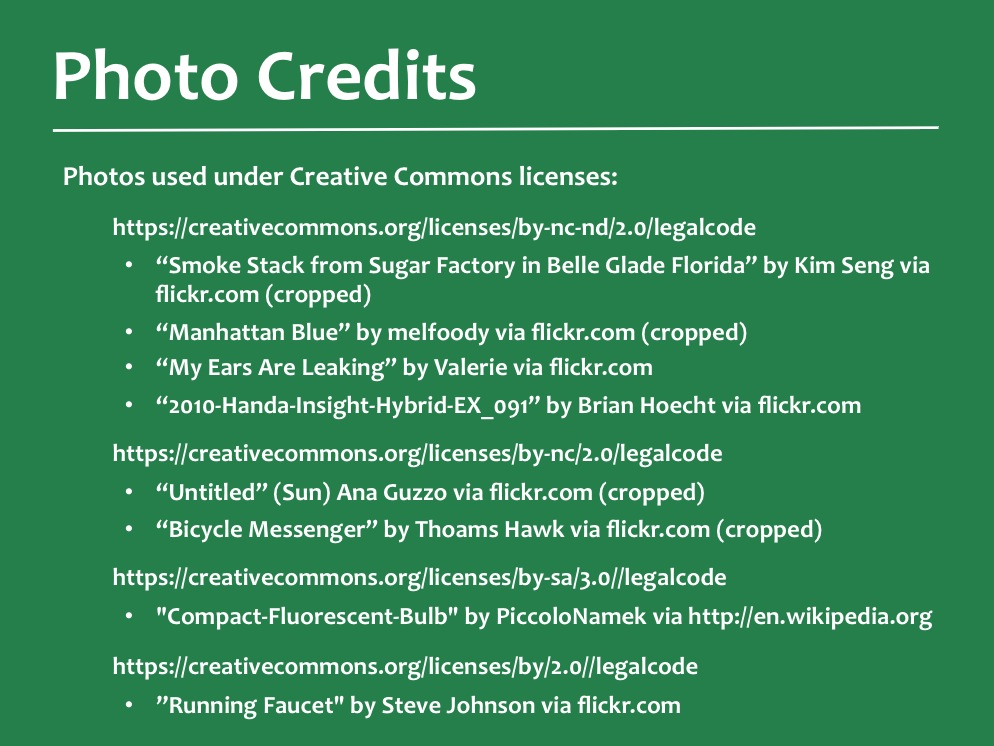 Photo Credits
Photos used under Creative Commons licenses:
https://creativecommons.org/licenses/by-nc-nd/2.0/legalcode
• “Smoke Stack from Sugar Factory in Belle Glade Florida” by Kim Seng via
flickr.com (cropped)
• “Manhattan Blue” by melfoody via flickr.com (cropped)
• “My Ears Are Leaking” by Valerie via flickr.com
• “2010-Handa-Insight-Hybrid-EX_091” by Brian Hoecht via flickr.com
https://creativecommons.org/licenses/by-nc/2.0/legalcode
• “Untitled” (Sun) Ana Guzzo via flickr.com (cropped)
• “Bicycle Messenger” by Thoams Hawk via flickr.com (cropped)
https://creativecommons.org/licenses/by-sa/3.0//legalcode
• "Compact-Fluorescent-Bulb" by PiccoloNamek via http://en.wikipedia.org
https://creativecommons.org/licenses/by/2.0//legalcode
• ”Running Faucet" by Steve Johnson via flickr.com